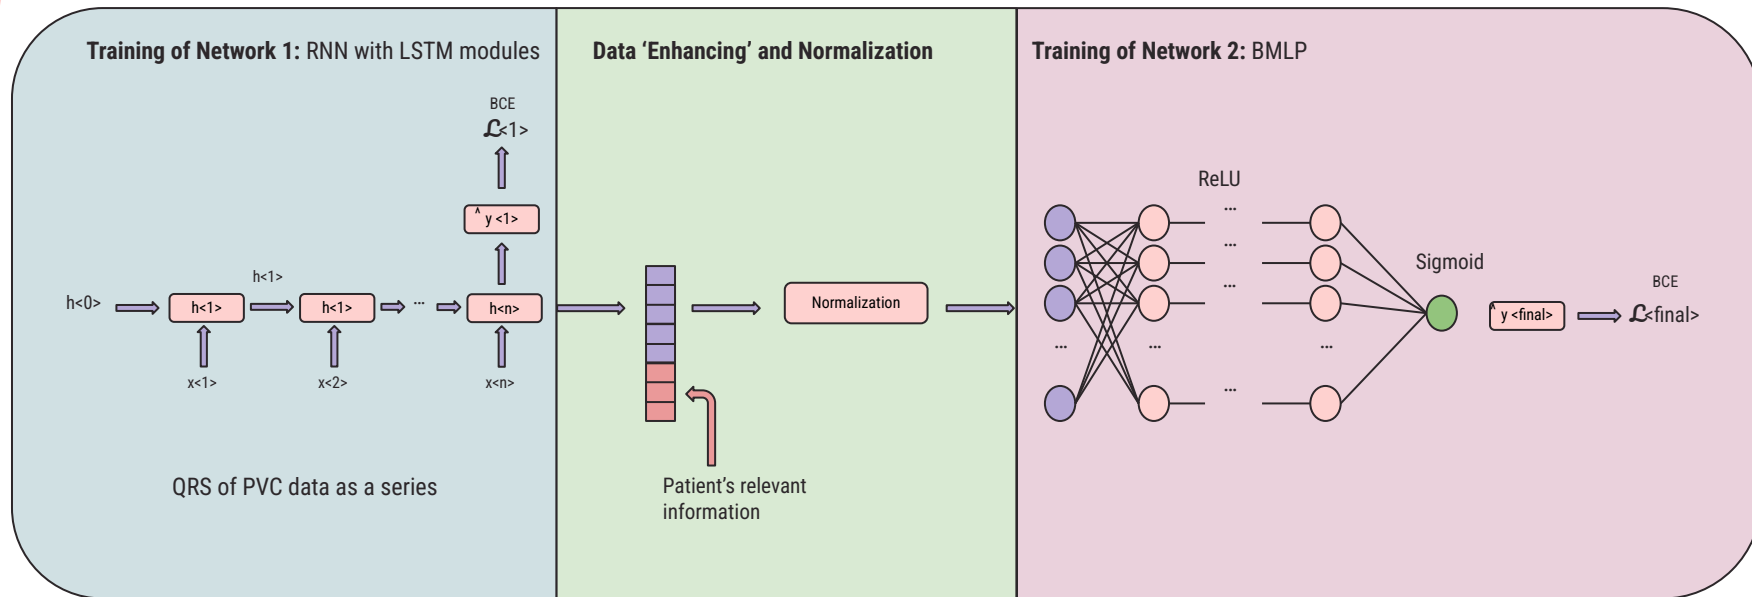 Training of Network 1: RNN with LSTM modules
BCE
ℒ<1>
^ y <1>
h<1>
h<0>
h<1>
h<1>
...
h<n>
x<1>
x<2>
x<n>
QRS of PVC data as a series
Data ‘Enhancing’ and Normalization
Normalization
Patient's relevant
information
Training of Network 2: BMLP
ReLU
...
...
...
... ... ...
...
Sigmoid
^ y <final>
BCE
ℒ<final>